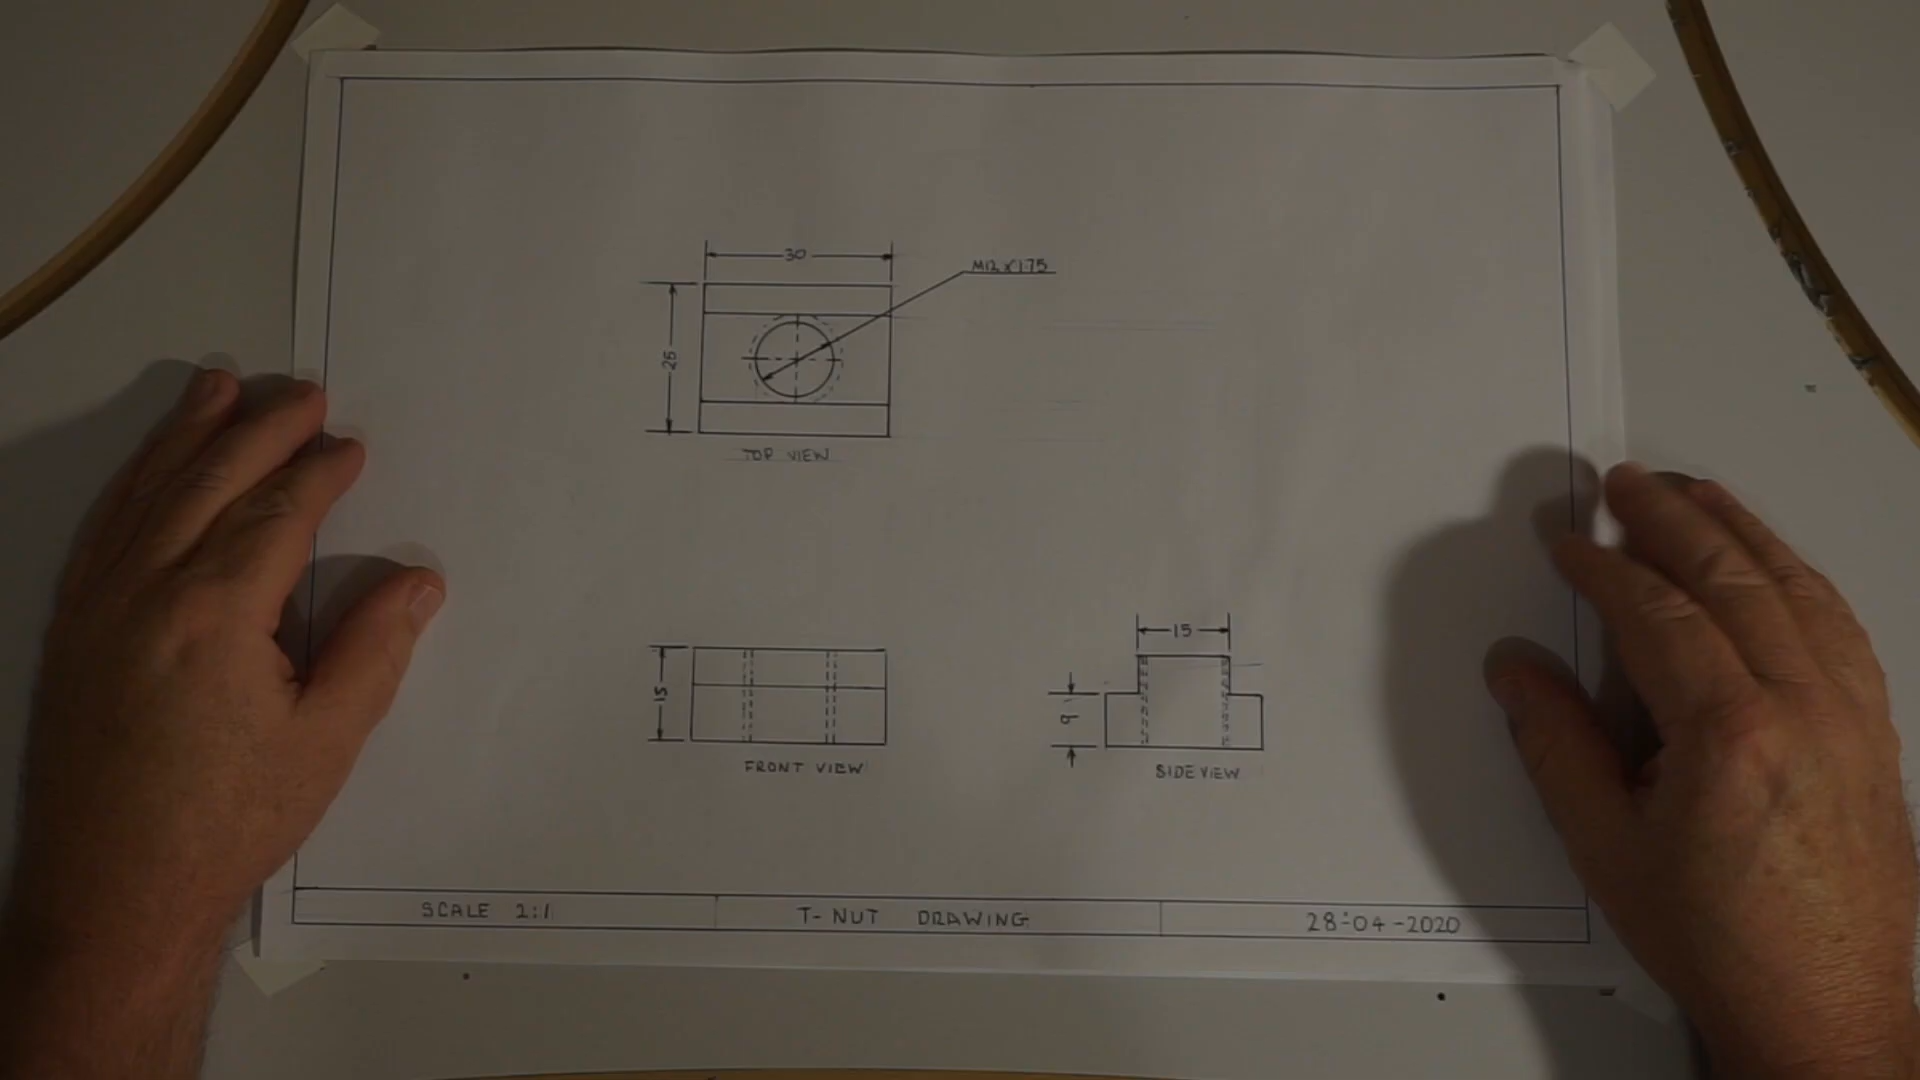 30
M12 x 1.75
25
TOP VIEW
15
15
9
FRONT VIEW
SIDE VIEW
SCALE 2:1
T-NUT DRAWING
28-04-2020